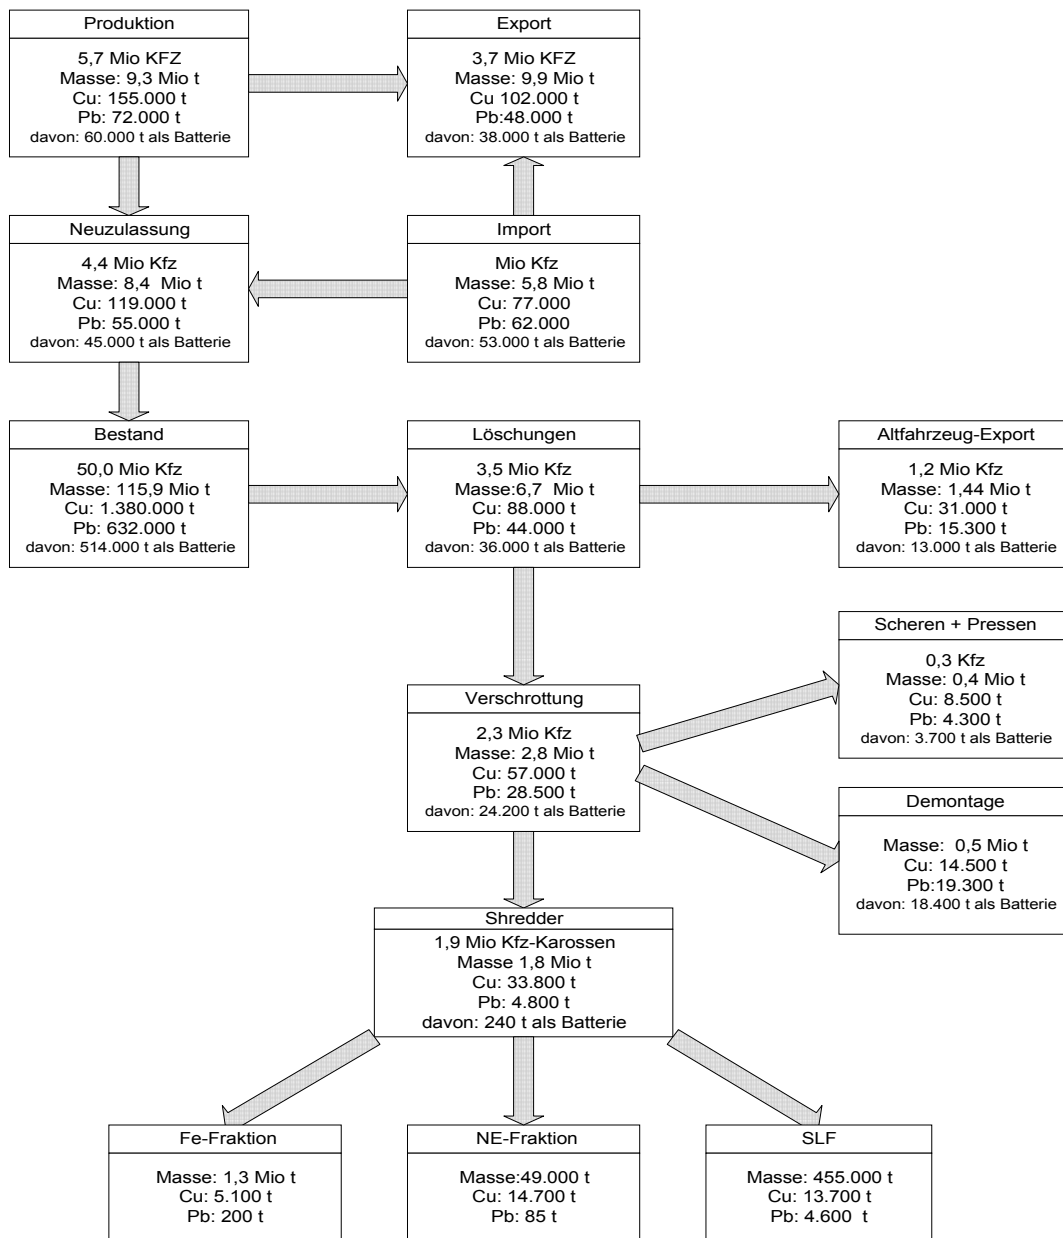 Produktion
5,7 Mio KFZ
Masse: 9,3 Mio t
Cu: 155.000 t
Pb: 72.000 t
davon: 60.000 t als Batterie
Export
3,7 Mio KFZ
Masse: 9,9 Mio t
Cu 102.000 t
Pb:48.000 t
davon: 38.000 t als Batterie
Neuzulassung
4,4 Mio Kfz
Masse: 8,4  Mio t
Cu: 119.000 t
Pb: 55.000 t
davon: 45.000 t als Batterie
Import
Mio Kfz
Masse: 5,8 Mio t
Cu: 77.000
Pb: 62.000
davon: 53.000 t als Batterie
Bestand
50,0 Mio Kfz
Masse: 115,9 Mio t
Cu: 1.380.000 t
Pb: 632.000 t
davon: 514.000 t als Batterie
Löschungen
3,5 Mio Kfz
Masse:6,7  Mio t
Cu: 88.000 t
Pb: 44.000 t
davon: 36.000 t als Batterie
Altfahrzeug-Export
1,2 Mio Kfz
Masse: 1,44 Mio t
Cu: 31.000 t
Pb: 15.300 t
davon: 13.000 t als Batterie
Scheren + Pressen
0,3 Kfz
Masse: 0,4 Mio t
Cu: 8.500 t
Pb: 4.300 t
davon: 3.700 t als Batterie
Verschrottung
2,3 Mio Kfz
Masse: 2,8 Mio t
Cu: 57.000 t
Pb: 28.500 t
davon: 24.200 t als Batterie
Demontage
Masse:  0,5 Mio t
Cu: 14.500 t
Pb:19.300 t
davon: 18.400 t als Batterie
Shredder
1,9 Mio Kfz-Karossen
Masse 1,8 Mio t
Cu: 33.800 t
Pb: 4.800 t
davon: 240 t als Batterie
Fe-Fraktion
Masse: 1,3 Mio t
Cu: 5.100 t
Pb: 200 t
NE-Fraktion
Masse:49.000 t
Cu: 14.700 t
Pb: 85 t
SLF
Masse: 455.000 t
Cu: 13.700 t
Pb: 4.600  t